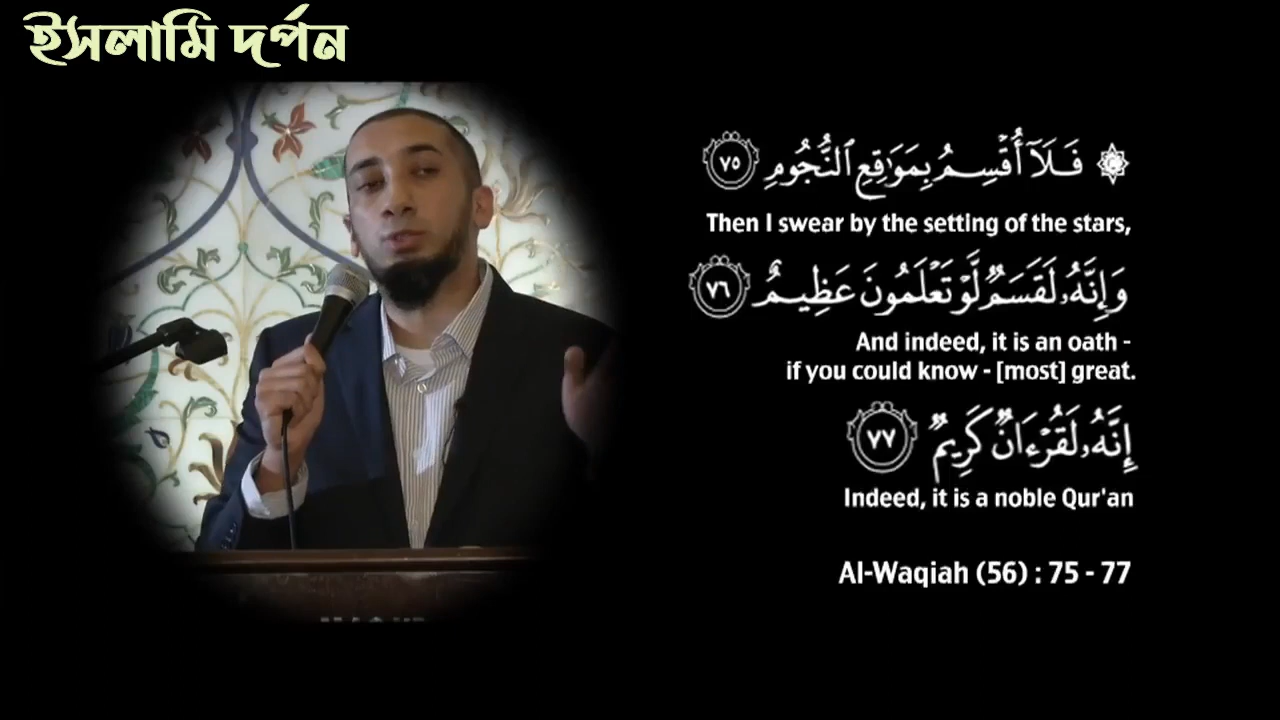 ইসলামি দর্পন
۞ فَلَآ أُقْسِمُ بِمَوَٰقِعِ ٱلنُّجُومِ ٧٥
Then I swear by the setting of the stars,
وَإِنَّهُۥ لَقَسَمٌ لَّوْ تَعْلَمُونَ عَظِيمٌ ٧٦
And indeed, it is an oath -
if you could know - [most] great.
إِنَّهُۥ لَقُرْءَانٌ كَرِيمٌ ٧٧
Indeed, it is a noble Qur'an
Al-Waqiah (56) : 75 - 77